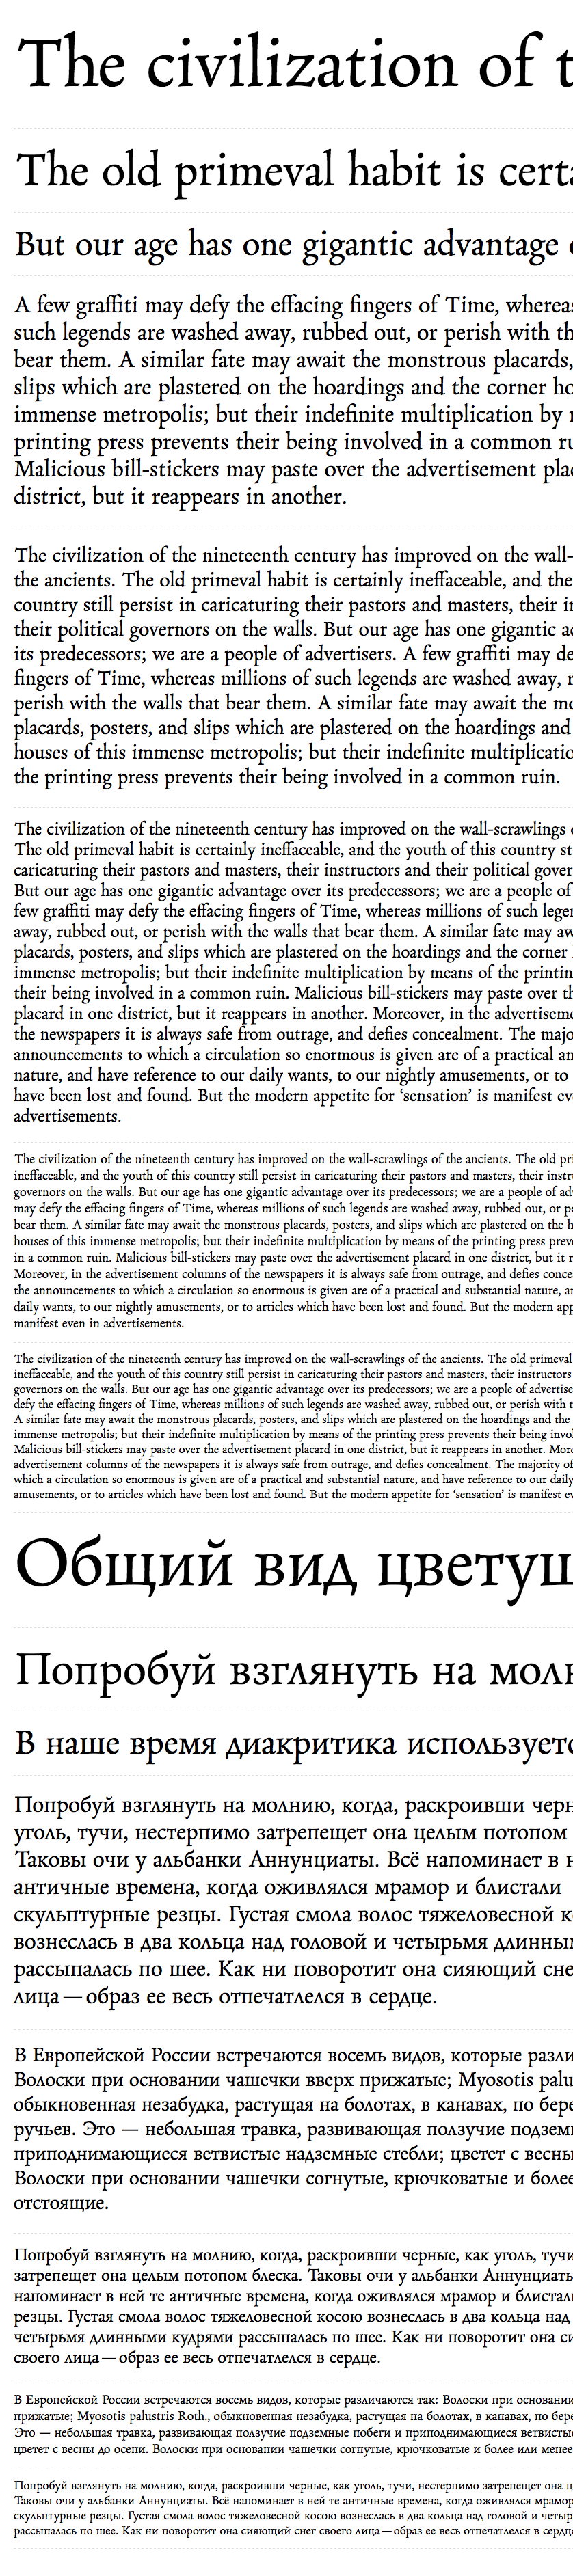 The civilization of t
The old primeval habit is certa
But our age has one gigantic advantage
A few graffiti may defy the effacing fingers of Time, whereas
such legends are washed away, rubbed out, or perish with th
bear them. A similar fate may await the monstrous placards,
slips which are plastered on the hoardings and the corner ho
immense metropolis; but their indefinite multiplication by
printing press prevents their being involved in a common ru
Malicious bill-stickers may paste over the advertisement plac
district, but it reappears in another.
The civilization of the nineteenth century has improved on the wall-
the ancients. The old primeval habit is certainly ineffaceable, and the
country still persist in caricaturing their pastors and masters, their in
their political governors on the walls. But our age has one gigantic ad
its predecessors; we are a people of advertisers. A few graffiti may de
fingers of Time, whereas millions of such legends are washed away, r
perish with the walls that bear them. A similar fate may await the mo
placards, posters, and slips which are plastered on the hoardings and
houses of this immense metropolis; but their indefinite multiplicatio
the printing press prevents their being involved in a common ruin.
The civilization of the nineteenth century has improved on the wall-scrawlings
The old primeval habit is certainly ineffaceable, and the youth of this country st
caricaturing their pastors and masters, their instructors and their political gover
But our age has one gigantic advantage over its predecessors; we are a people of
few graffiti may defy the effacing fingers of Time, whereas millions of such legen
away, rubbed out, or perish with the walls that bear them. A similar fate may aw
placards, posters, and slips which are plastered on the hoardings and the corner
immense metropolis; but their indefinite multiplication by means of the printin
their being involved in a common ruin. Malicious bill-stickers may paste over th
placard in one district, but it reappears in another. Moreover, in the advertiseme
the newspapers it is always safe from outrage, and defies concealment. The majo
announcements to which a circulation so enormous is given are of a practical an
nature, and have reference to our daily wants, to our nightly amusements, or to
have been lost and found. But the modern appetite for ‘sensation’ is manifest ev
advertisements.
The civilization of the nineteenth century has improved on the wall-scrawlings of the ancients. The old pri
ineffaceable, and the youth of this country still persist in caricaturing their pastors and masters, their instr
governors on the walls. But our age has one gigantic advantage over its predecessors; we are a people of ad
may defy the effacing fingers of Time, whereas millions of such legends are washed away, rubbed out, or pe
bear them. A similar fate may await the monstrous placards, posters, and slips which are plastered on the h
houses of this immense metropolis; but their indefinite multiplication by means of the printing press preve
in a common ruin. Malicious bill-stickers may paste over the advertisement placard in one district, but it r
Moreover, in the advertisement columns of the newspapers it is always safe from outrage, and defies conce
the announcements to which a circulation so enormous is given are of a practical and substantial nature, an
daily wants, to our nightly amusements, or to articles which have been lost and found. But the modern app
manifest even in advertisements.
The civilization of the nineteenth century has improved on the wall-scrawlings of the ancients. The old primeval
ineffaceable, and the youth of this country still persist in caricaturing their pastors and masters, their instructors
governors on the walls. But our age has one gigantic advantage over its predecessors; we are a people of advertise
defy the effacing fingers of Time, whereas millions of such legends are washed away, rubbed out, or perish with t
A similar fate may await the monstrous placards, posters, and slips which are plastered on the hoardings and the
immense metropolis; but their indefinite multiplication by means of the printing press prevents their being invol
Malicious bill-stickers may paste over the advertisement placard in one district, but it reappears in another. More
advertisement columns of the newspapers it is always safe from outrage, and defies concealment. The majority of
which a circulation so enormous is given are of a practical and substantial nature, and have reference to our daily
amusements, or to articles which have been lost and found. But the modern appetite for ‘sensation’ is manifest ev
Общий вид цветущ
Попробуй взглянуть на молн
В наше время диакритика используетс
Попробуй взглянуть на молнию, когда, раскроивши черн
уголь, тучи, нестерпимо затрепещет она целым потопом
Таковы очи у альбанки Аннунциаты. Всё напоминает в н
античные времена, когда оживлялся мрамор и блистали
скульптурные резцы. Густая смола волос тяжеловесной к
вознеслась в два кольца над головой и четырьмя длинным
рассыпалась по шее. Как ни поворотит она сияющий сне
лица — образ ее весь отпечатлелся в сердце.
В Европейской России встречаются восемь видов, которые разли
Волоски при основании чашечки вверх прижатые; Myosotis palu
обыкновенная незабудка, растущая на болотах, в канавах, по бере
ручьев. Это — небольшая травка, развивающая ползучие подзем
приподнимающиеся ветвистые надземные стебли; цветет с весны
Волоски при основании чашечки согнутые, крючковатые и более
отстоящие.
Попробуй взглянуть на молнию, когда, раскроивши черные, как уголь, тучи
затрепещет она целым потопом блеска. Таковы очи у альбанки Аннунциать
напоминает в ней те античные времена, когда оживлялся мрамор и блистал
резцы. Густая смола волос тяжеловесной косою вознеслась в два кольца над
четырьмя длинными кудрями рассыпалась по шее. Как ни поворотит она си
своего лица — образ ее весь отпечатлелся в сердце.
В Европейской России встречаются восемь видов, которые различаются так: Волоски при основани
прижатые; Myosotis palustris Roth., обыкновенная незабудка, растущая на болотах, в канавах, по бере
Это — небольшая травка, развивающая ползучие подземные побеги и приподнимающиеся ветвисты
цветет с весны до осени. Волоски при основании чашечки согнутые, крючковатые и более или менее
Попробуй взглянуть на молнию, когда, раскроивши черные, как уголь, тучи, нестерпимо затрепещет она ц
Таковы очи у альбанки Аннунциаты. Всё напоминает в ней те античные времена, когда оживлялся мрамор
скульптурные резцы. Густая смола волос тяжеловесной косою вознеслась в два кольца над головой и четыр
рассыпалась по шее. Как ни поворотит она сияющий снег своего лица — образ ее весь отпечатлелся в сердц